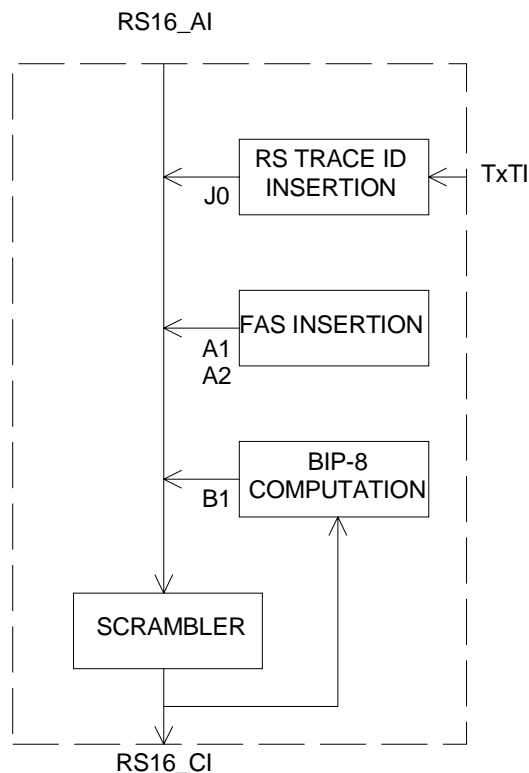 RS16_AI
RS TRACE ID
INSERTION
TxTI
J0
FAS INSERTION
A1
A2
BIP-8
COMPUTATION
B1
SCRAMBLER
RS16_CI